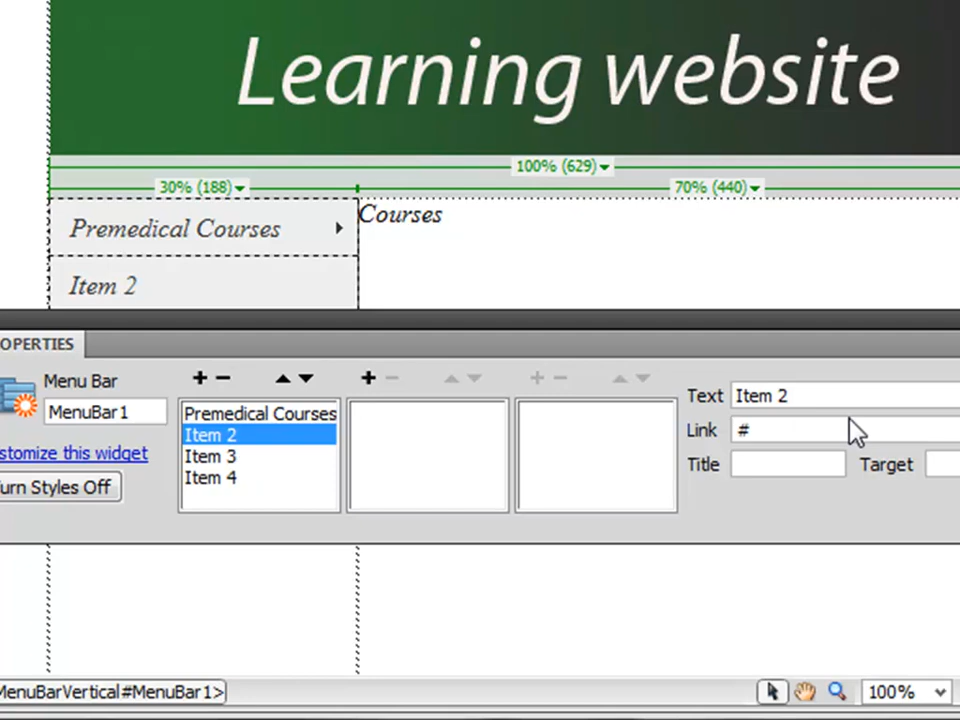 Learning website
100% (629)
30% (188)
70% (440)
Premedical Courses
Courses
Item 2
OPERTIES
Menu Bar
MenuBar1
stomize this widget
urn Styles Off
Premedical Courses
Item 2
Item 3
Item 4
Text Item 2
Link #
Title Target
MenuBarVertical#MenuBar1>
100%